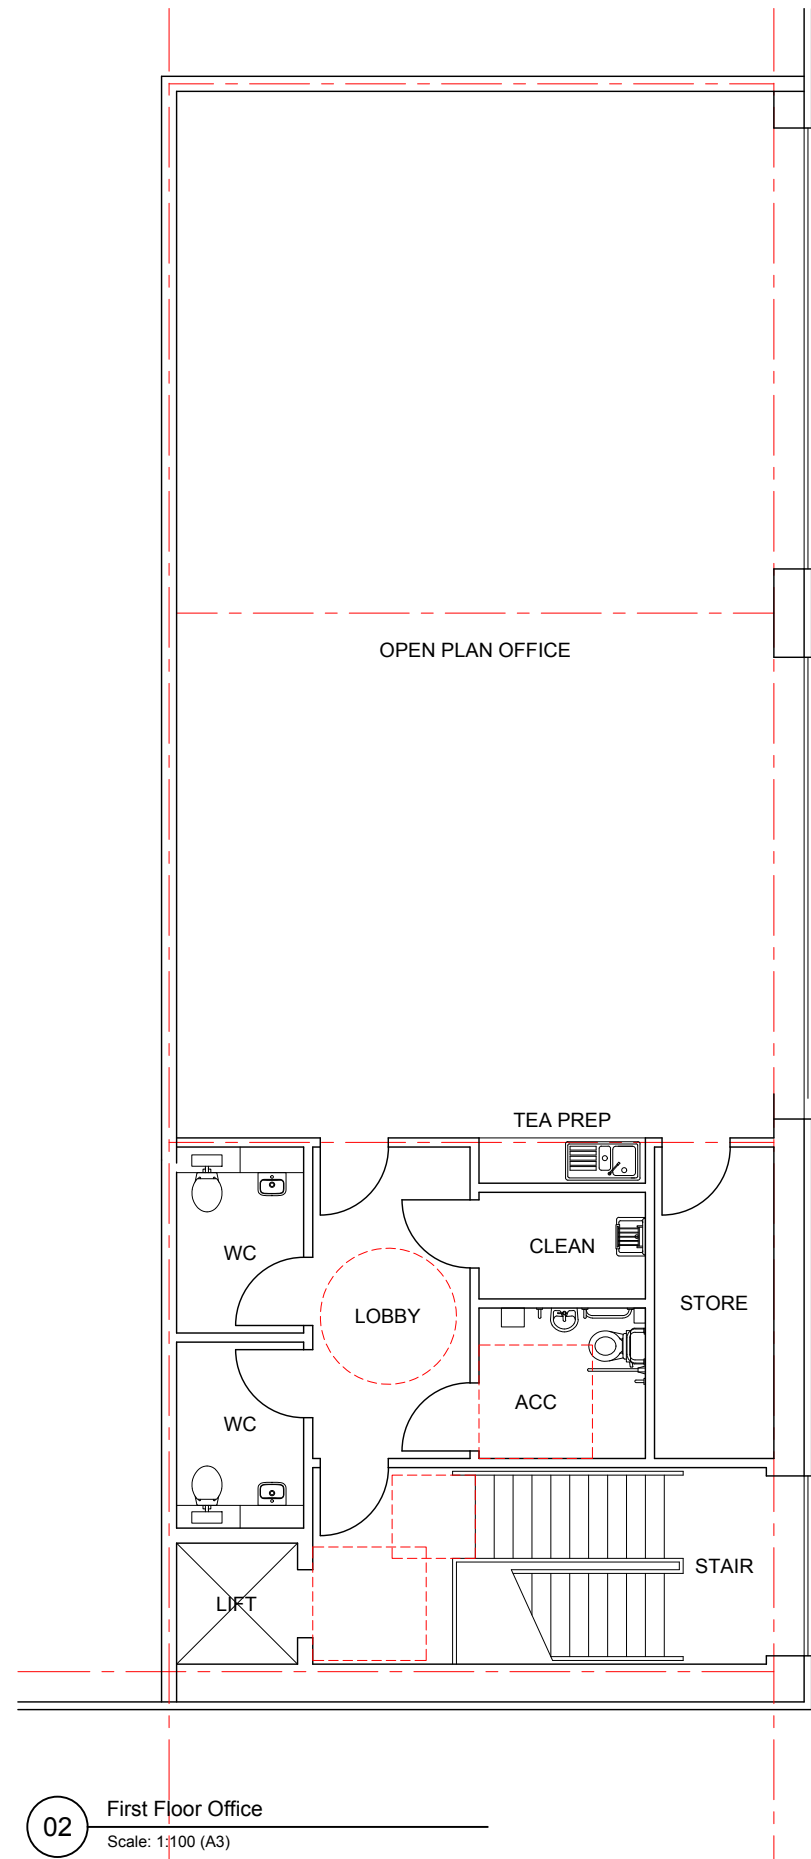 OPEN PLAN OFFICE
TEA PREP
WC
CLEAN
STORE
LOBBY
ACC
WC
STAIR
LIFT
02
First Floor Office
Scale: 1:100 (A3)